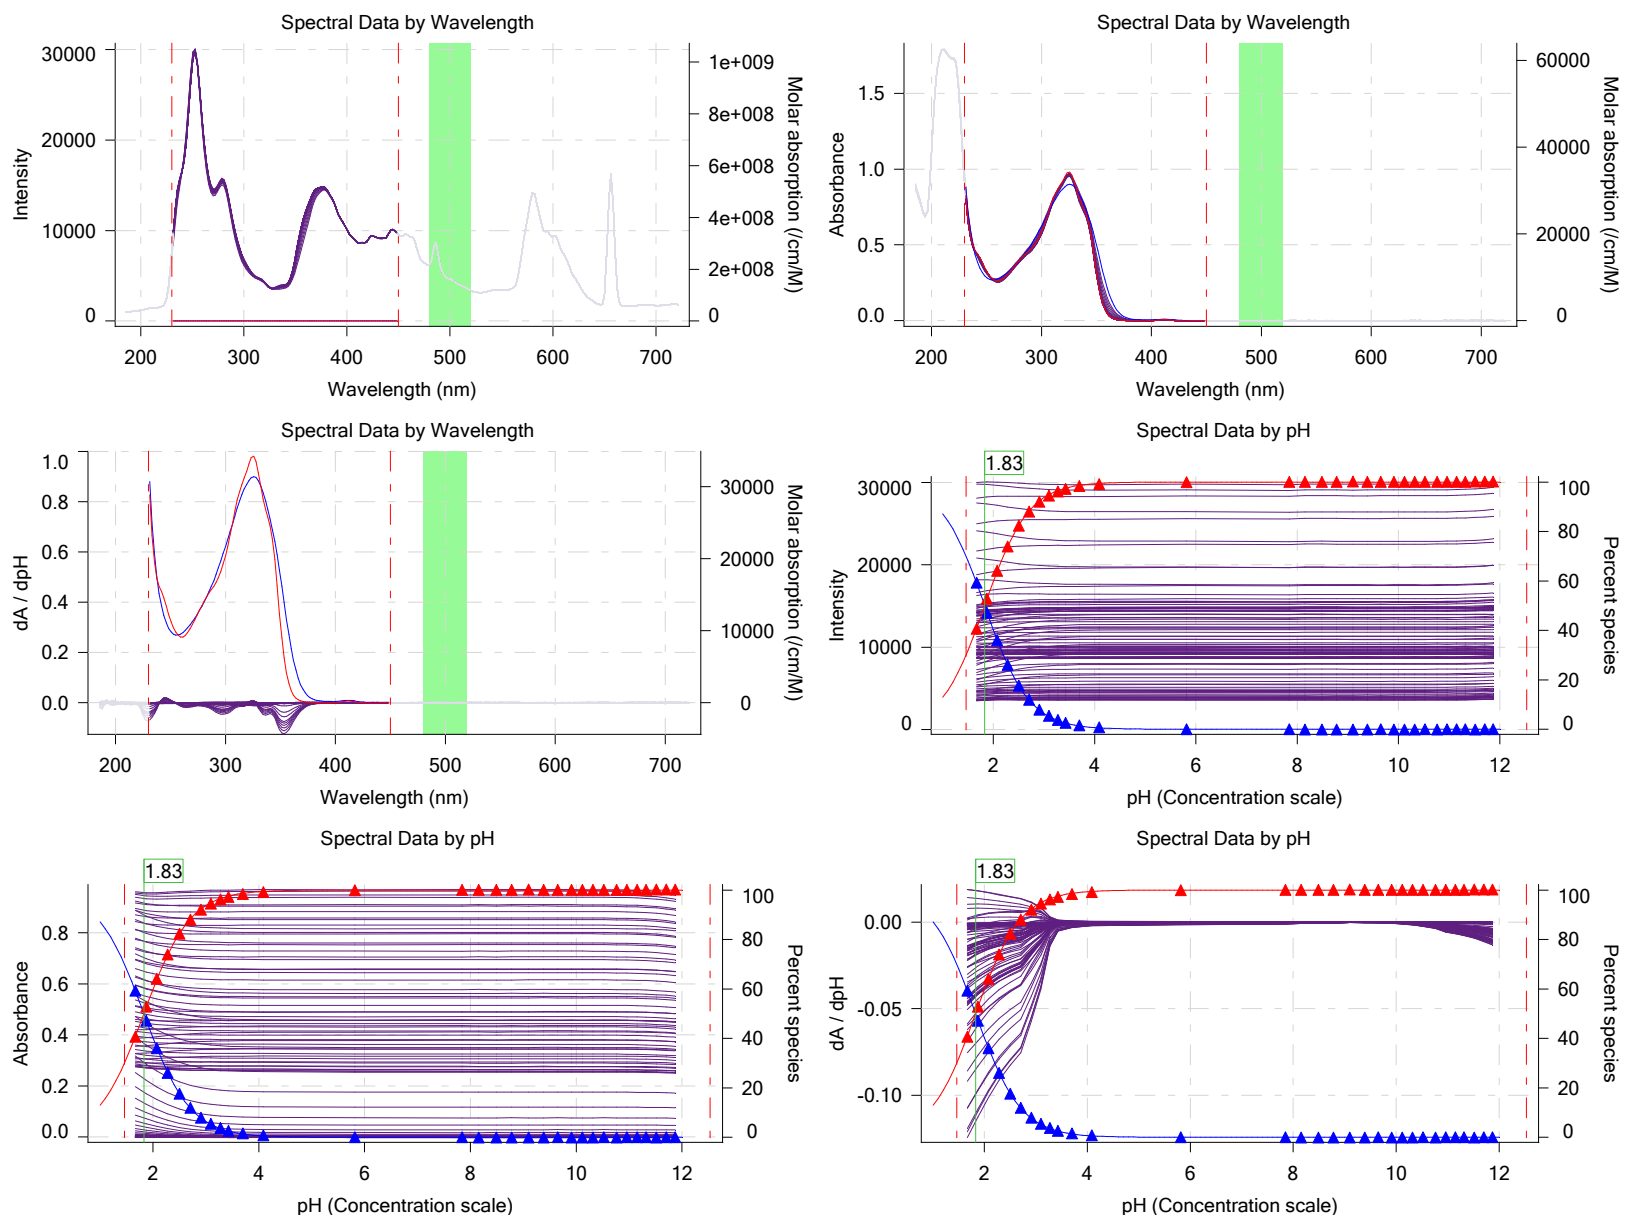 Spectral Data by Wavelength
30000
20000
10000
0
Intensity
1e+009
8e+008
6e+008
4e+008
2e+008
0
Molar absorption (/cm/M)
200 300 400 500 600 700
Wavelength (nm)
Spectral Data by Wavelength
1.5
1.0
0.5
0.0
Absorbance
60000
40000
20000
0
Molar absorption (/cm/M)
200 300 400 500 600 700
Wavelength (nm)
Spectral Data by Wavelength
1.0
0.8
0.6
0.4
0.2
0.0
dA / dpH
30000
20000
10000
0
Molar absorption (/cm/M)
200 300 400 500 600 700
Wavelength (nm)
Spectral Data by pH
1.83
30000
20000
10000
0
Intensity
100
80
60
40
20
0
Percent species
2 4 6 8 10 12
pH (Concentration scale)
Spectral Data by pH
1.83
0.8
0.6
0.4
0.2
0.0
Absorbance
100
80
60
40
20
0
Percent species
2 4 6 8 10 12
pH (Concentration scale)
Spectral Data by pH
1.83
0.00
-0.05
-0.10
dA / dpH
100
80
60
40
20
0
Percent species
2 4 6 8 10 12
pH (Concentration scale)